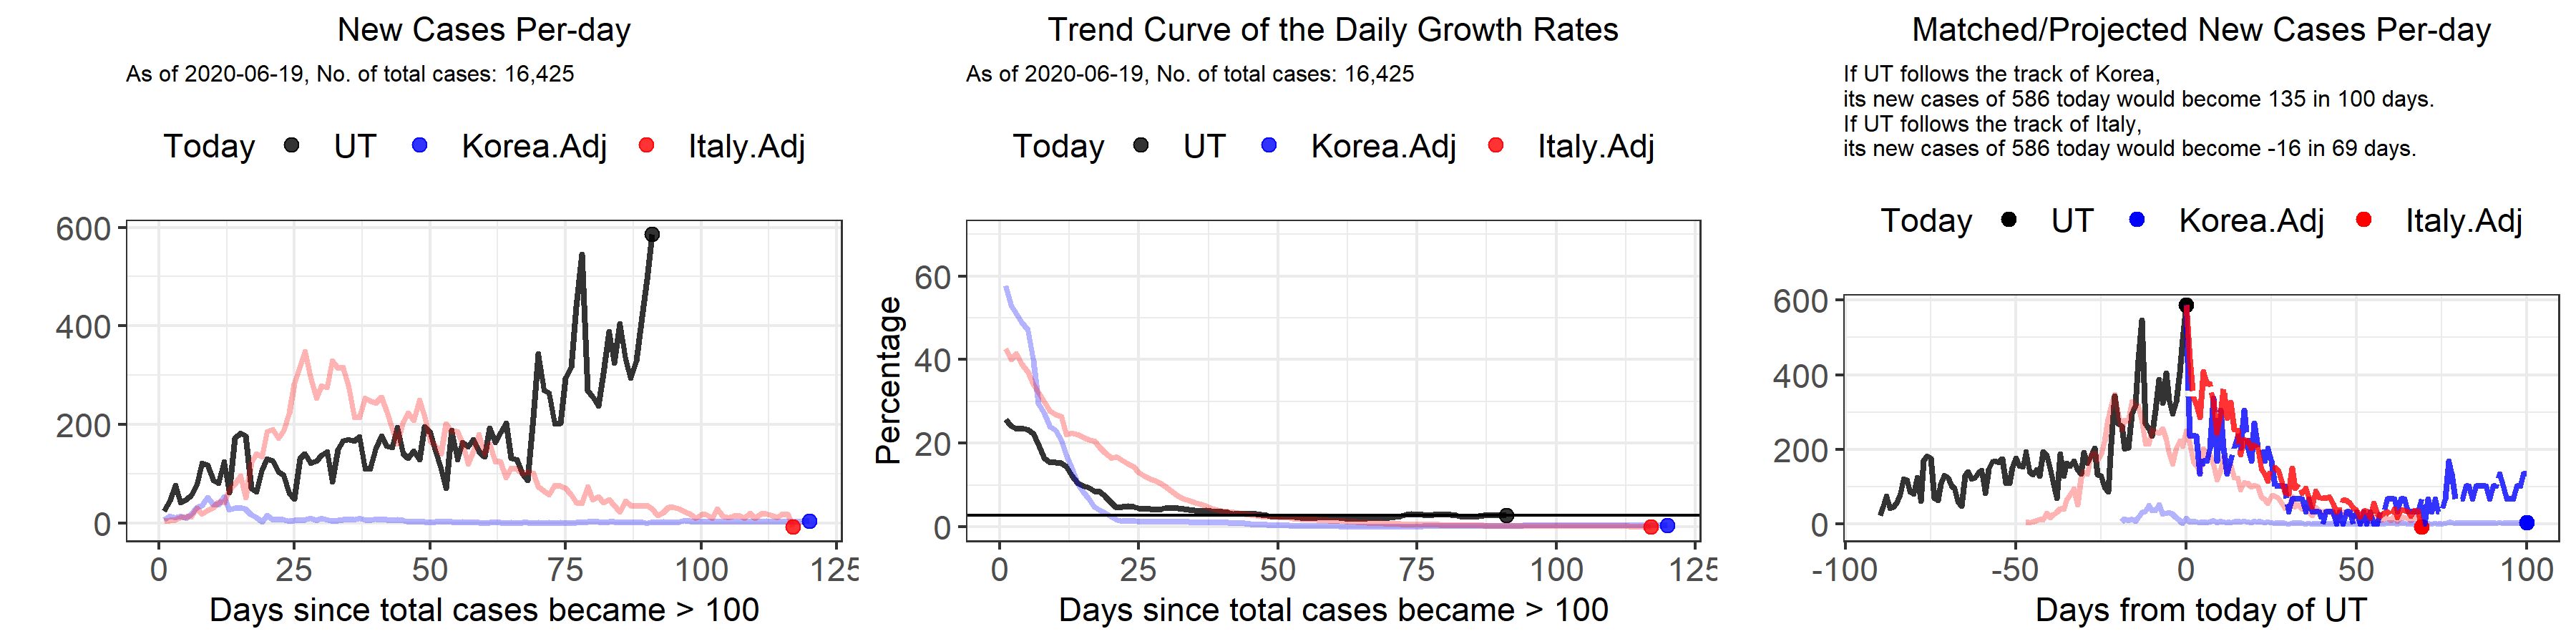 New Cases Per-day
As of 2020-06-19, No. of total cases: 16,425
Today UT Korea.Adj Italy.Adj
600
400
200
0
0 25 50 75 100 125
Days since total cases became > 100
Trend Curve of the Daily Growth Rates
As of 2020-06-19, No. of total cases: 16,425
Today UT Korea.Adj Italy.Adj
Percentage
60
40
20
0
0 25 50 75 100 125
Days since total cases became > 100
Matched/Projected New Cases Per-day
If UT follows the track of Korea,
its new cases of 586 today would become 135 in 100 days.
If UT follows the track of Italy,
its new cases of 586 today would become -16 in 69 days.
Today UT Korea.Adj Italy.Adj
600
400
200
0
-100 -50 0 50 100
Days from today of UT